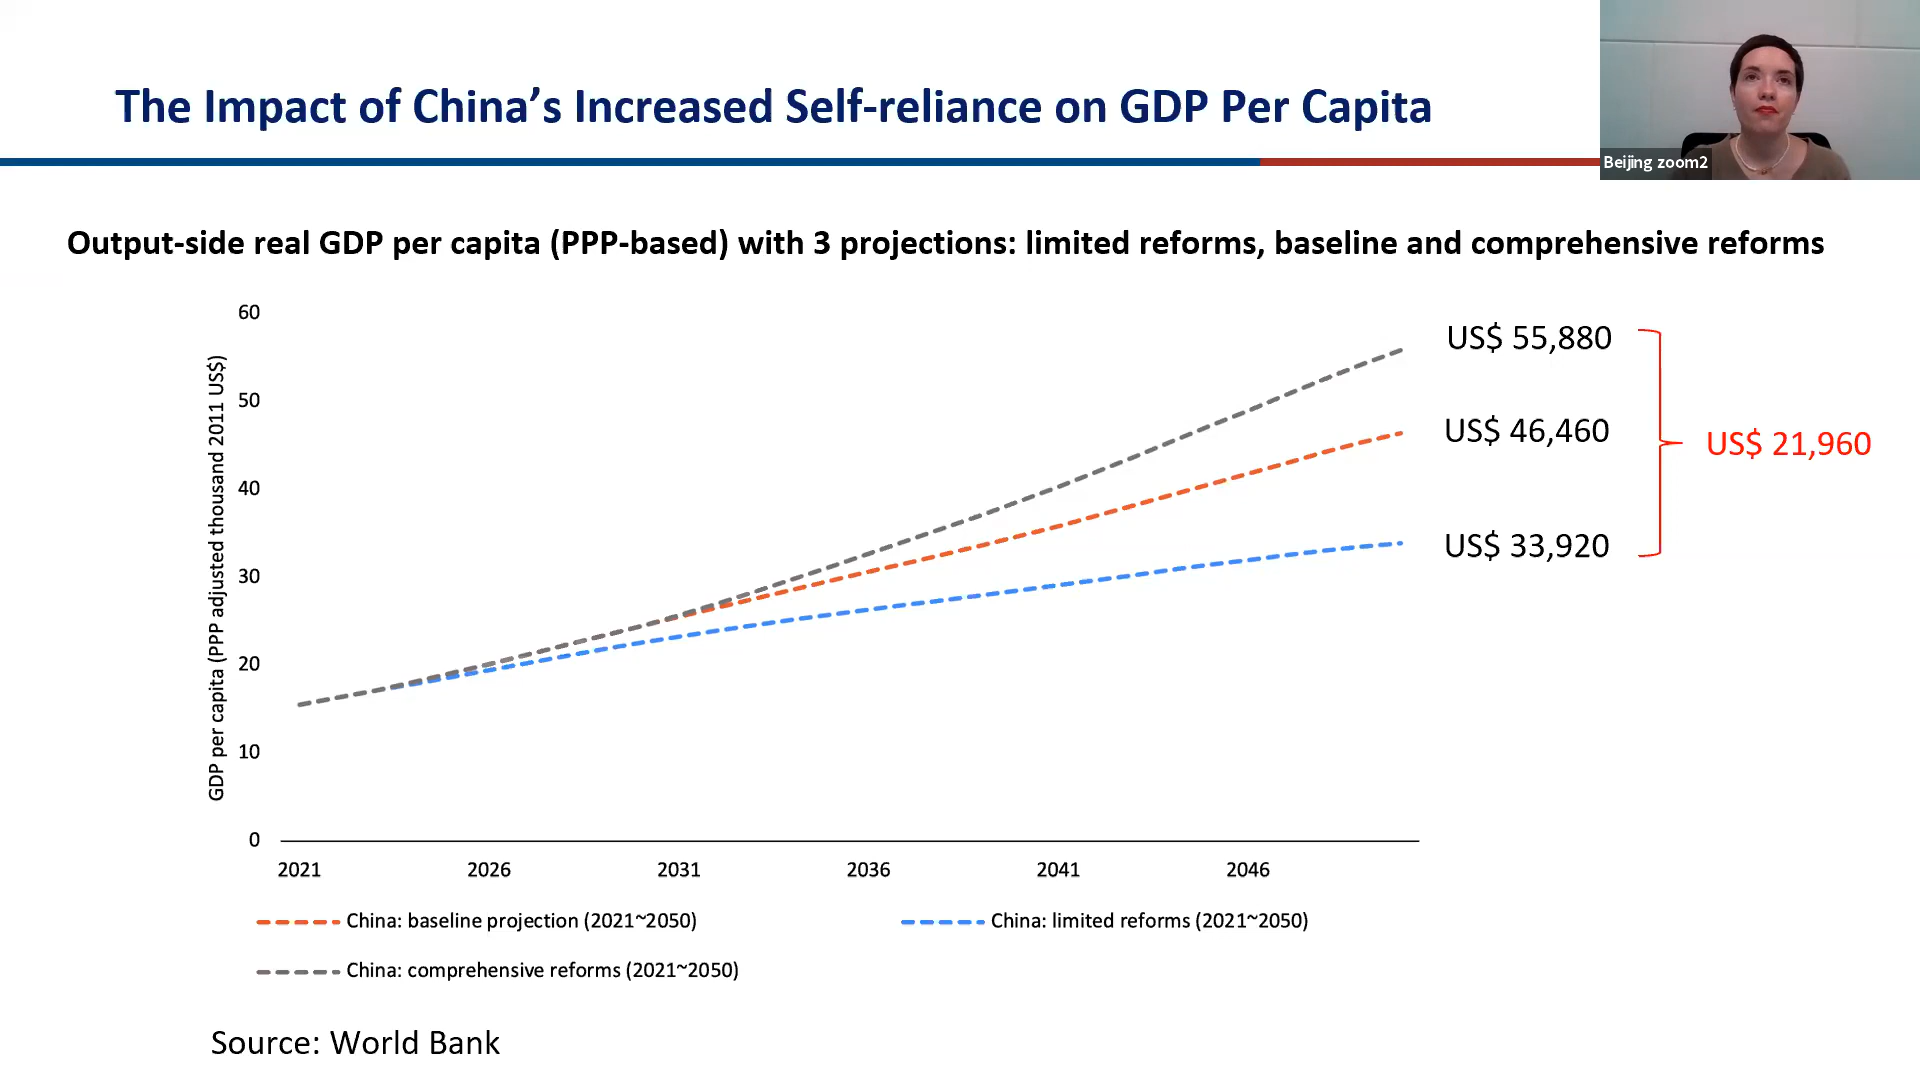 The Impact of China’s Increased Self-reliance on GDP Per Capita
Beijing zoom2
Output-side real GDP per capita (PPP-based) with 3 projections: limited reforms, baseline and comprehensive reforms
GDP per capita (PPP adjusted thousand 2011 US$)
60
50
40
30
20
10
0
2021 2026 2031 2036 2041 2046
US$ 55,880
US$ 46,460
US$ 33,920
US$ 21,960
China: baseline projection (2021~2050)
China: limited reforms (2021~2050)
China: comprehensive reforms (2021~2050)
Source: World Bank